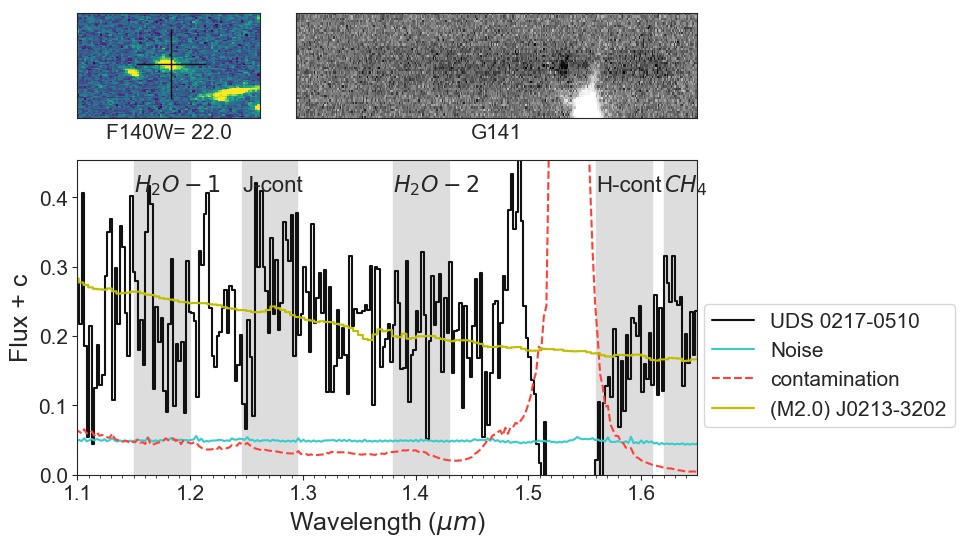 F140W= 22.0
G141
H₂O − 1
J-cont
H₂O − 2
H-cont
CH₄
0.4
0.3
0.2
0.1
0.0
Flux + c
1.1
1.2
1.3
1.4
1.5
1.6
Wavelength (μm)
UDS 0217-0510
Noise
contamination
(M2.0) J0213-3202